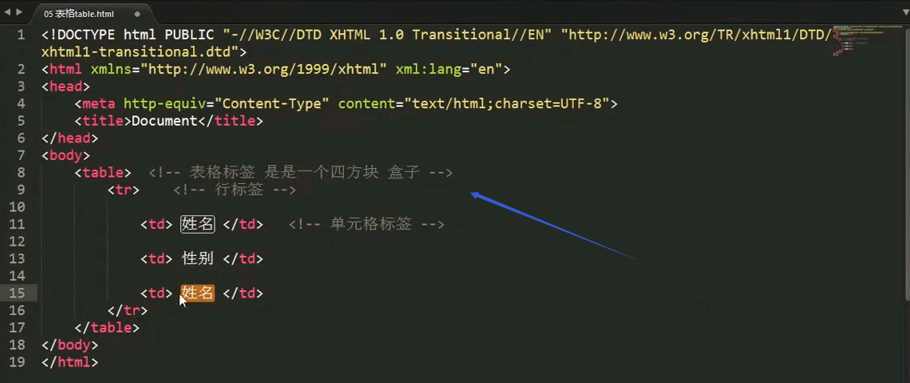 05 表格table.html
1 <!DOCTYPE html PUBLIC "-//W3C//DTD XHTML 1.0 Transitional//EN" "http://www.w3.org/TR/xhtml1/DTD/
xhtml1-transitional.dtd">
2 <html xmlns="http://www.w3.org/1999/xhtml" xml:lang="en">
3 <head>
4 <meta http-equiv="Content-Type" content="text/html;charset=UTF-8">
5 <title>Document</title>
6 </head>
7 <body>
8 <table> <!-- 表格标签 是是一个四方块 盒子 -->
9 <tr> <!-- 行标签 -->
10
11 <td> 姓名 </td> <!-- 单元格标签 -->
12
13 <td> 性别 </td>
14
15 <td> 姓名 </td>
16 </tr>
17 </table>
18 </body>
19 </html>